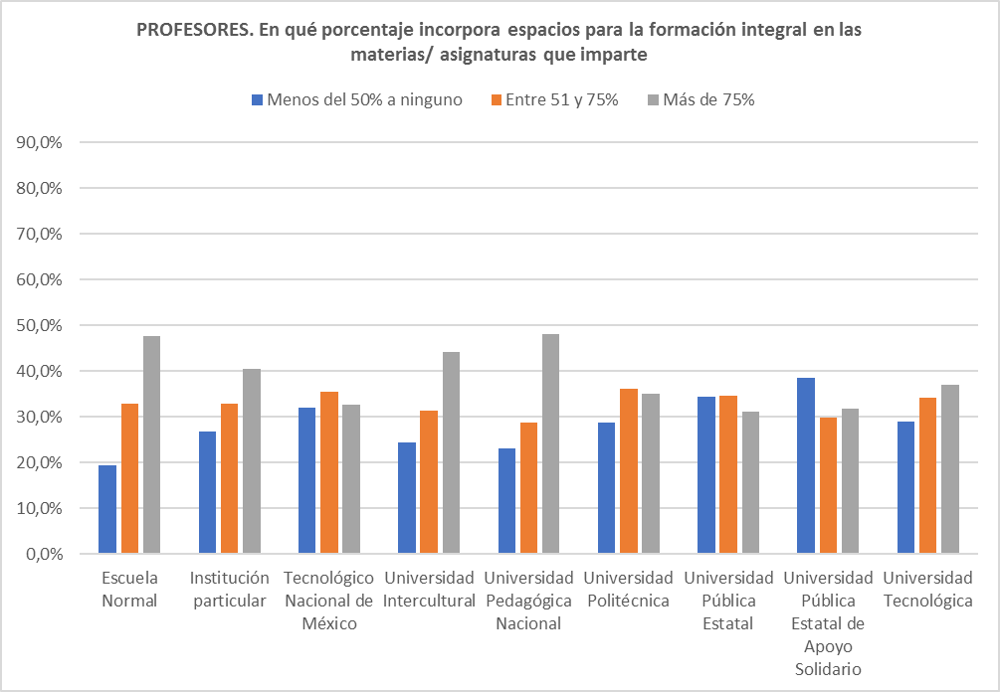 PROFESORES. En qué porcentaje incorpora espacios para la formación integral en las
materias/ asignaturas que imparte
Menos del 50% a ninguno
Entre 51 y 75%
Más de 75%
90,0%
80,0%
70,0%
60,0%
50,0%
40,0%
30,0%
20,0%
10,0%
0,0%
Escuela
Normal
Institución
particular
Tecnológico
Nacional de
México
Universidad
Intercultural
Universidad
Pedagógica
Nacional
Universidad
Politécnica
Universidad
Pública
Estatal
Universidad
Pública
Estatal de
Apoyo
Solidario
Universidad
Tecnológica